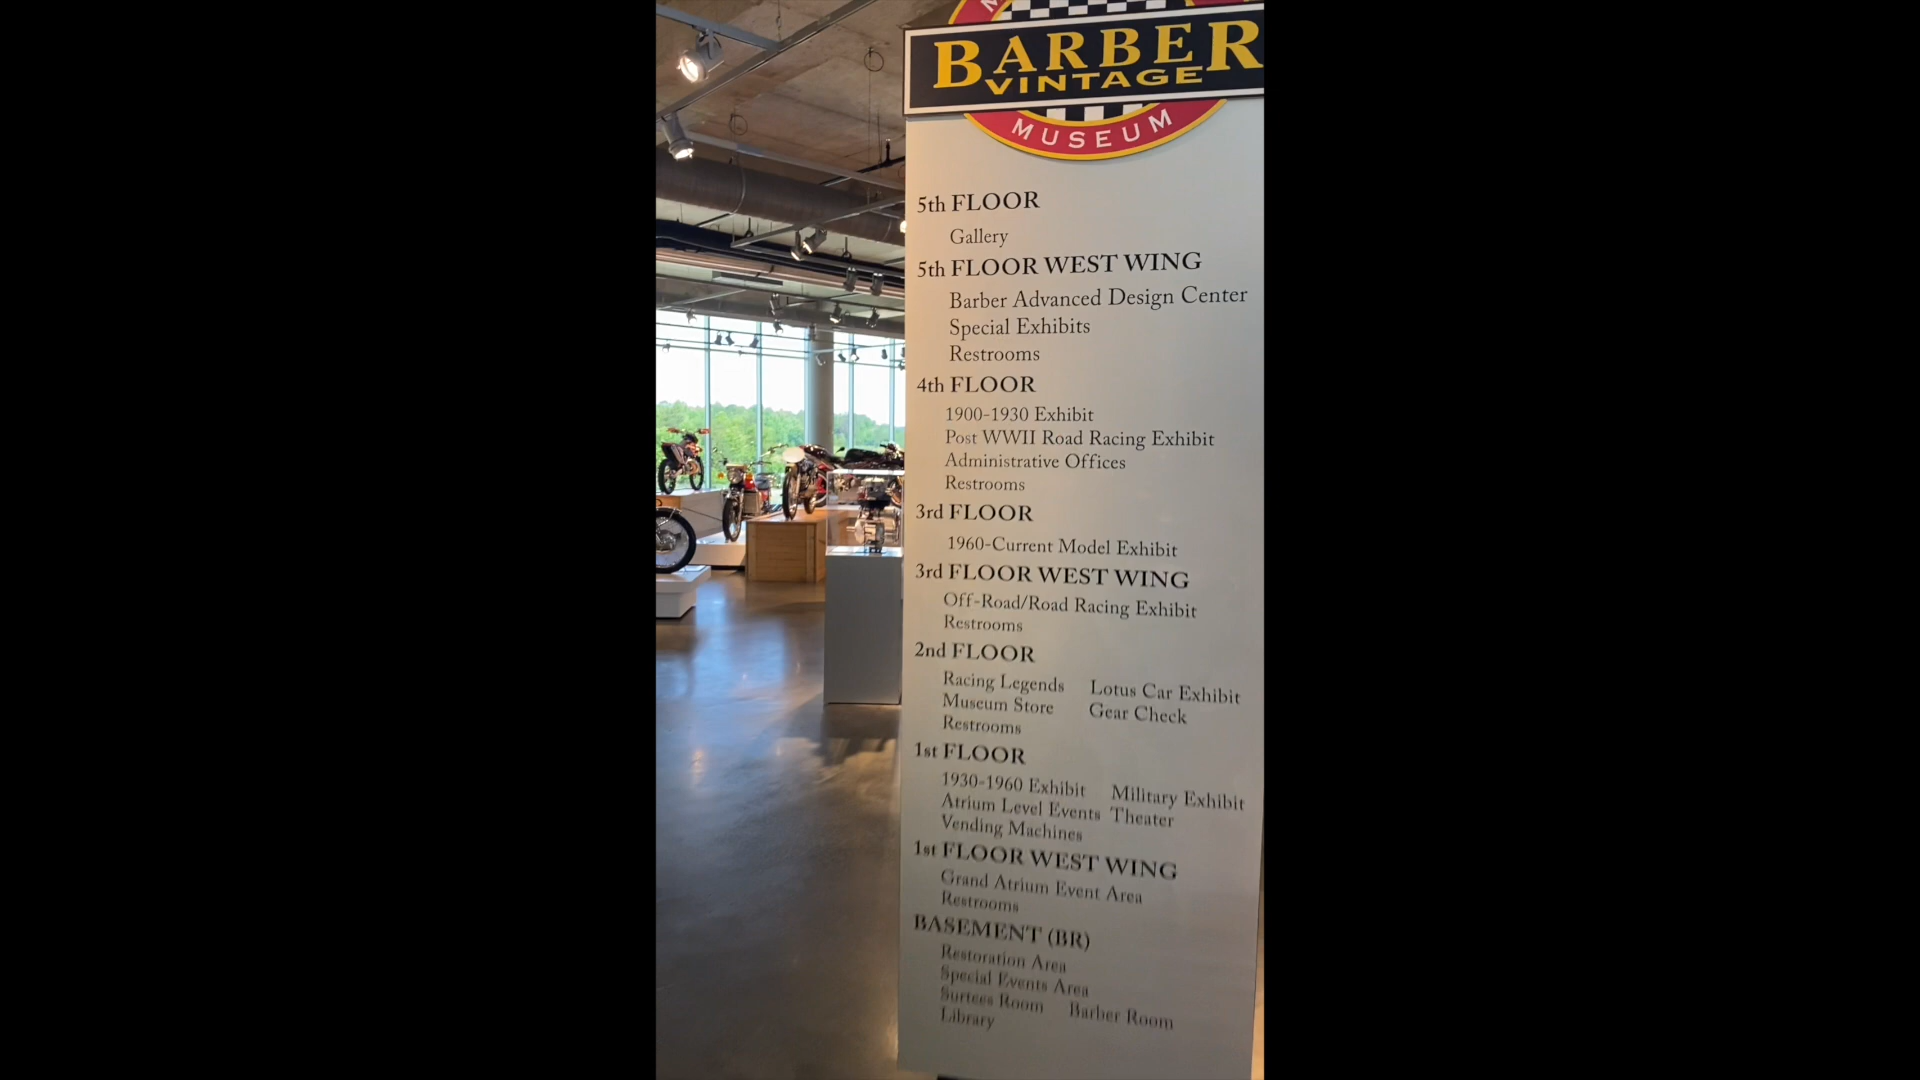 M
BARBER
VINTAGE
MUSEUM
5th FLOOR
Gallery
5th FLOOR WEST WING
Barber Advanced Design Center
Special Exhibits
Restrooms
4th FLOOR
1900-1930 Exhibit
Post WWII Road Racing Exhibit
Administrative Offices
Restrooms
3rd FLOOR
1960-Current Model Exhibit
3rd FLOOR WEST WING
Off-Road/Road Racing Exhibit
Restrooms
2nd FLOOR
Racing Legends Lotus Car Exhibit
Museum Store Gear Check
Restrooms
1st FLOOR
1930-1960 Exhibit Military Exhibit
Atrium Level Events Theater
Vending Machines
1st FLOOR WEST WING
Grand Atrium Event Area
Restrooms
BASEMENT (BR)
Restoration Area
Special Events Area
Surtees Room Barber Room
Library